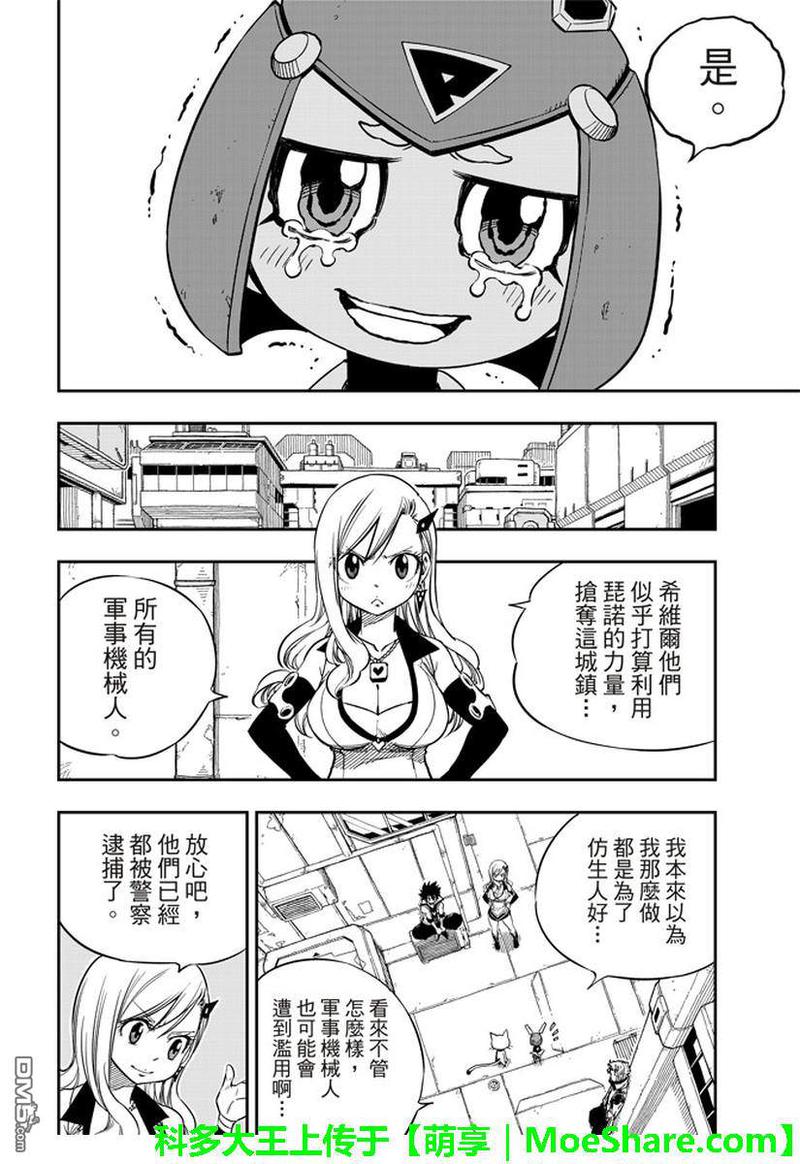 是。
希維爾他們
似乎打算利用
琵諾的力量，
搶奪這城鎮…
所有的
軍事機械人。
我本來以為
我那麼做
都是為了
仿生人好…
看來不管
怎麼樣，
軍事機械人
也可能會
遭到濫用啊…
放心吧，
他們已經
都被警察
逮捕了。
DM5.com
科多大王上传于【萌享｜MoeShare.com】